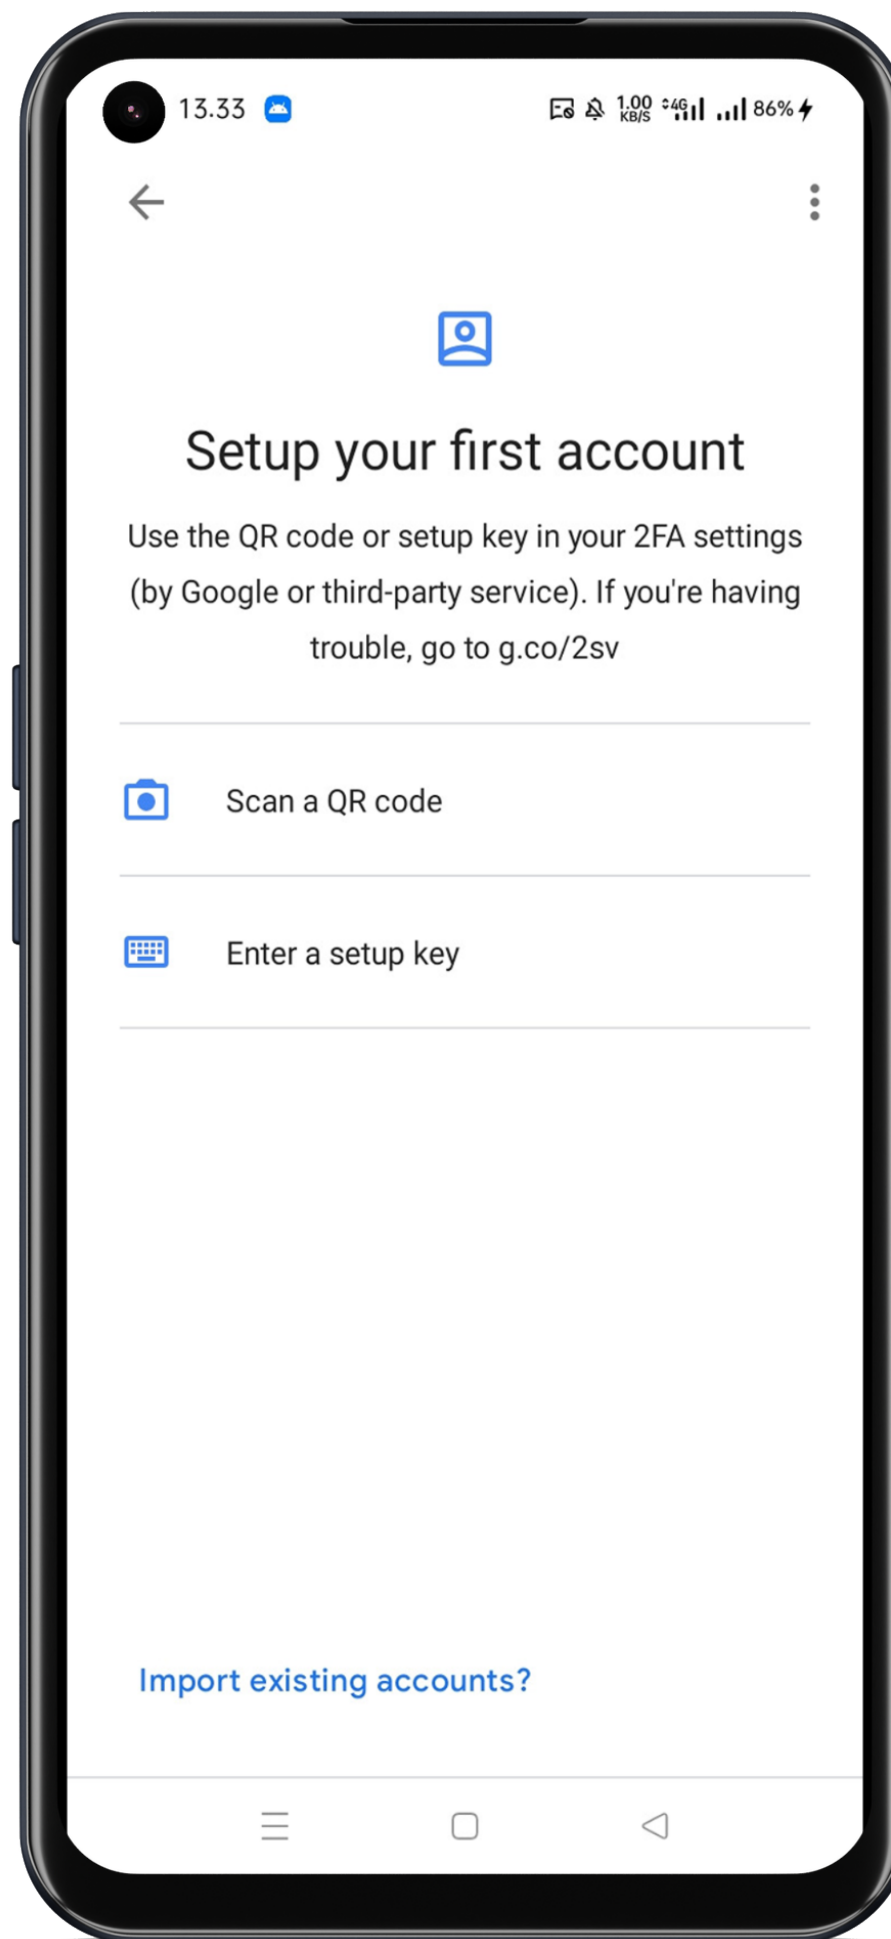 13.33 1.00 KB/S 4G 86%
Setup your first account
Use the QR code or setup key in your 2FA settings
(by Google or third-party service). If you're having
trouble, go to g.co/2sv
Scan a QR code
Enter a setup key
Import existing accounts?